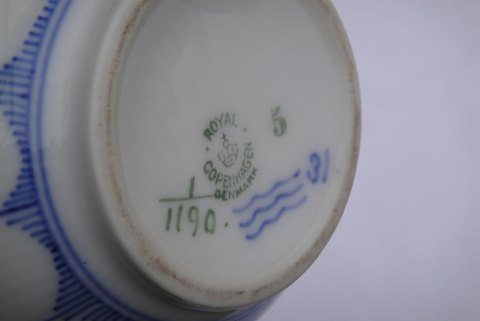 ROYAL
COPENHAGEN
DENMARK
5
31
1
1190.